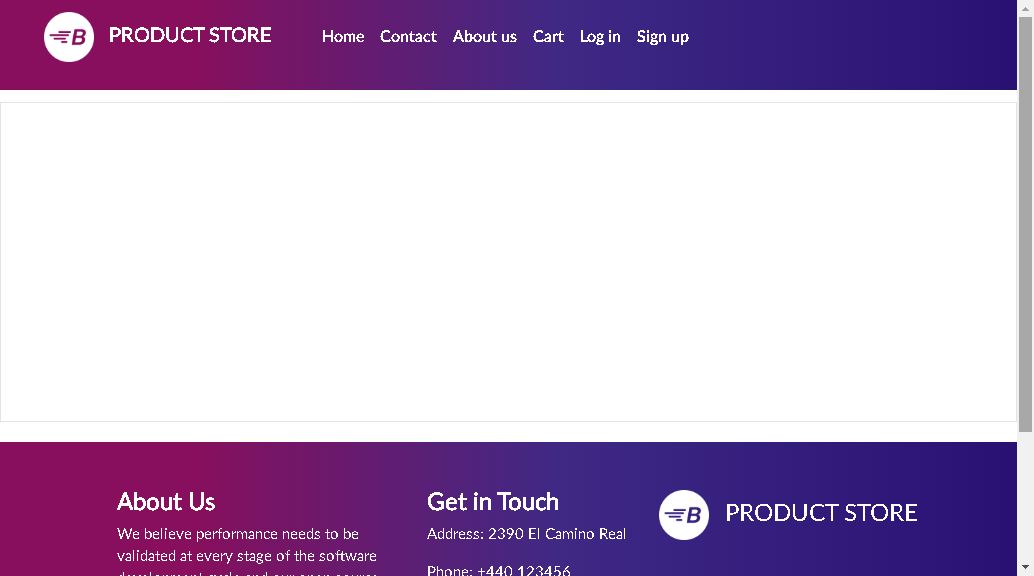 B PRODUCT STORE Home Contact About us Cart Log in Sign up
About Us
We believe performance needs to be
validated at every stage of the software
Get in Touch
Address: 2390 El Camino Real
Phone: +440 123456
B PRODUCT STORE